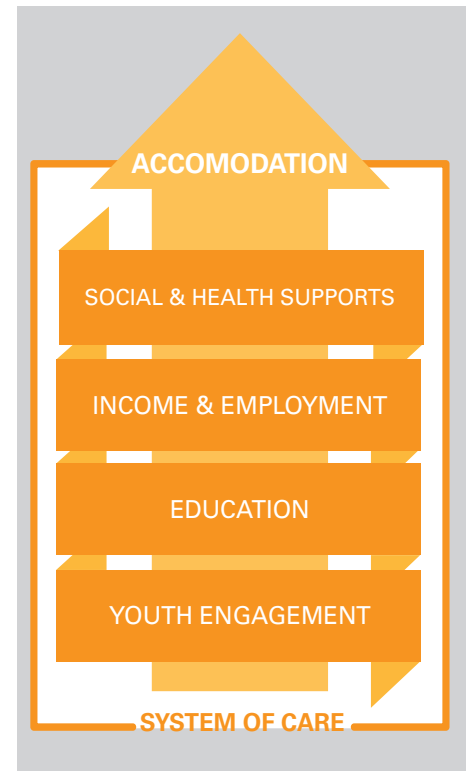 ACCOMODATION
SOCIAL & HEALTH SUPPORTS
INCOME & EMPLOYMENT
EDUCATION
YOUTH ENGAGEMENT
SYSTEM OF CARE